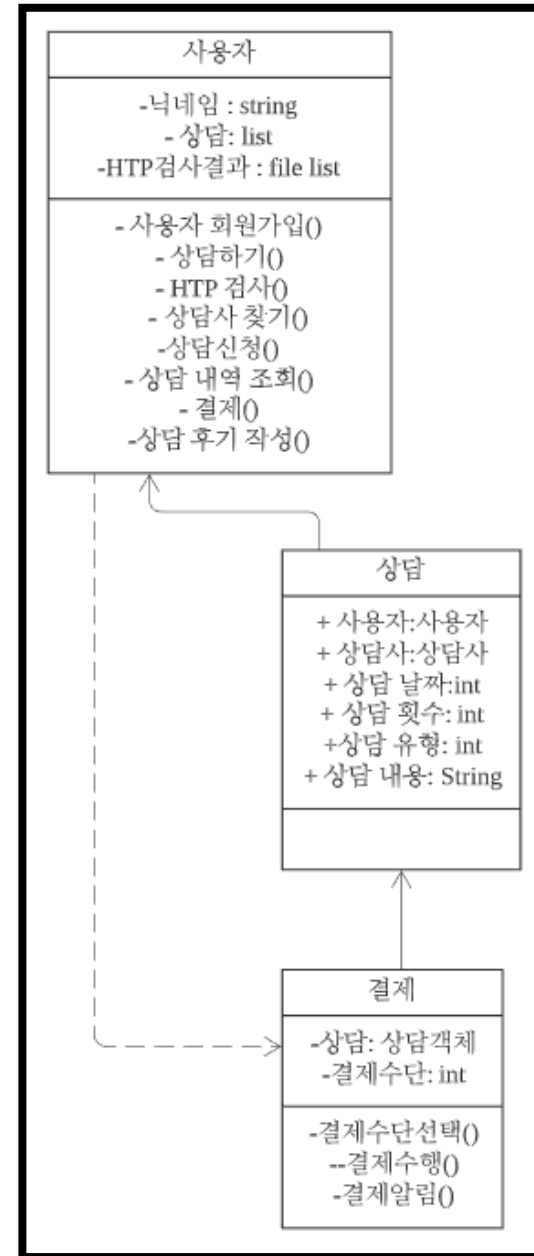 사용자
-닉네임 : string
- 상담: list
-HTP검사결과 : file list
- 사용자 회원가입()
- 상담하기()
- HTP 검사()
- 상담사 찾기()
-상담신청()
- 상담 내역 조회()
- 결제()
-상담 후기 작성()
상담
+ 사용자:사용자
+ 상담사:상담사
+ 상담 날짜:int
+ 상담 횟수: int
+상담 유형: int
+ 상담 내용: String
결제
-상담: 상담객체
-결제수단: int
-결제수단선택()
--결제수행()
-결제알림()